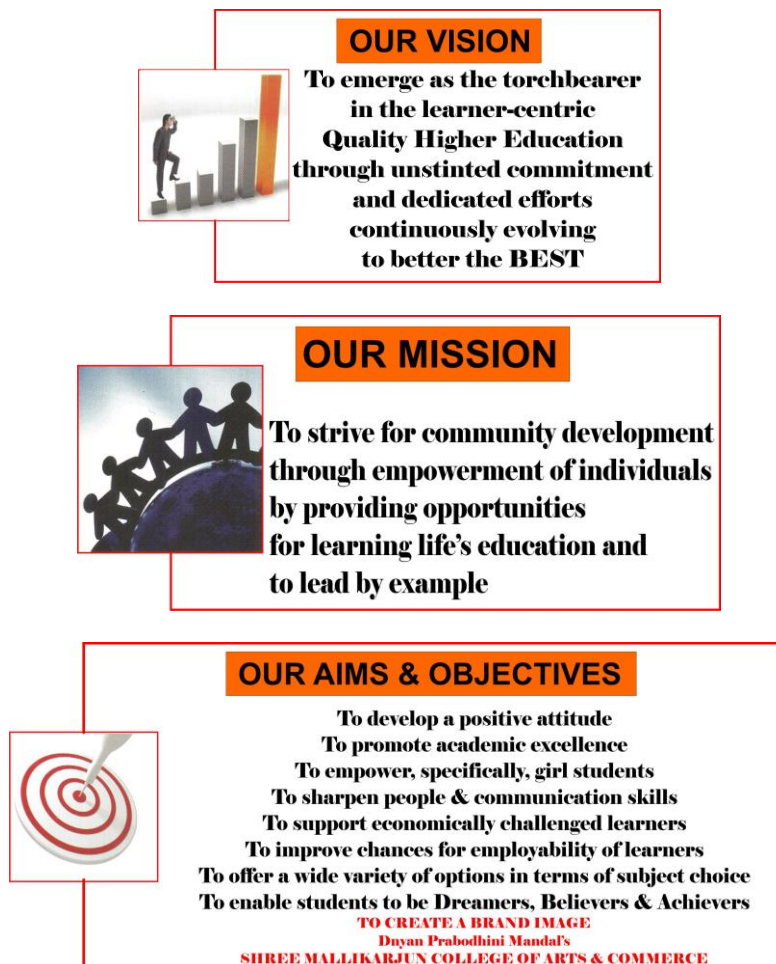 OUR VISION
To emerge as the torchbearer
in the learner-centric
Quality Higher Education
through unstinted commitment
and dedicated efforts
continuously evolving
to better the BEST
OUR MISSION
To strive for community development
through empowerment of individuals
by providing opportunities
for learning life's education and
to lead by example
OUR AIMS & OBJECTIVES
To develop a positive attitude
To promote academic excellence
To empower, specifically, girl students
To sharpen people & communication skills
To support economically challenged learners
To improve chances for employability of learners
To offer a wide variety of options in terms of subject choice
To enable students to be Dreamers, Believers & Achievers
TO CREATE A BRAND IMAGE
Dnyan Prabodhini Mandal's
SHREE MALLIKARJUN COLLEGE OF ARTS & COMMERCE